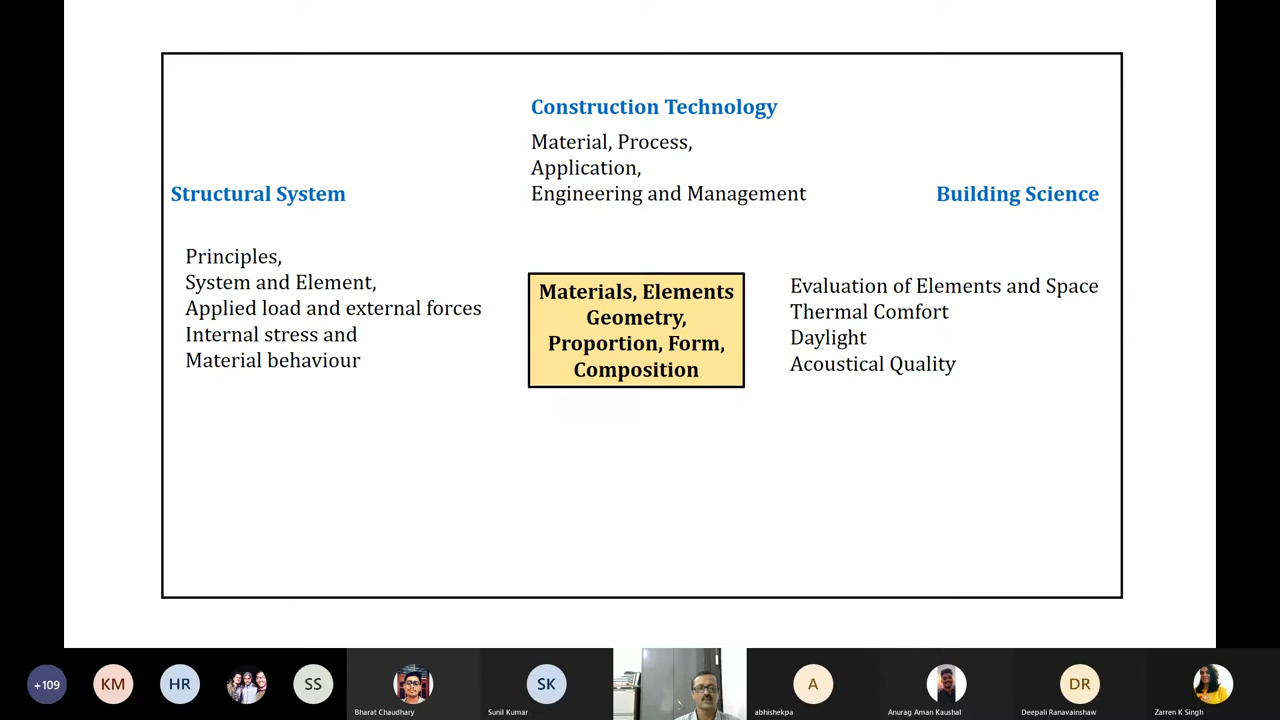 Construction Technology
Material, Process,
Application,
Engineering and Management
Structural System
Principles,
System and Element,
Applied load and external forces
Internal stress and
Material behaviour
Materials, Elements
Geometry,
Proportion, Form,
Composition
Building Science
Evaluation of Elements and Space
Thermal Comfort
Daylight
Acoustical Quality
+109
KM
HR
SS
Bharat Chaudhary
SK
Sunil Kumar
A
abhishekpa
Anurag Aman Kaushal
DR
Deepali Ranavainshaw
Zarren K Singh